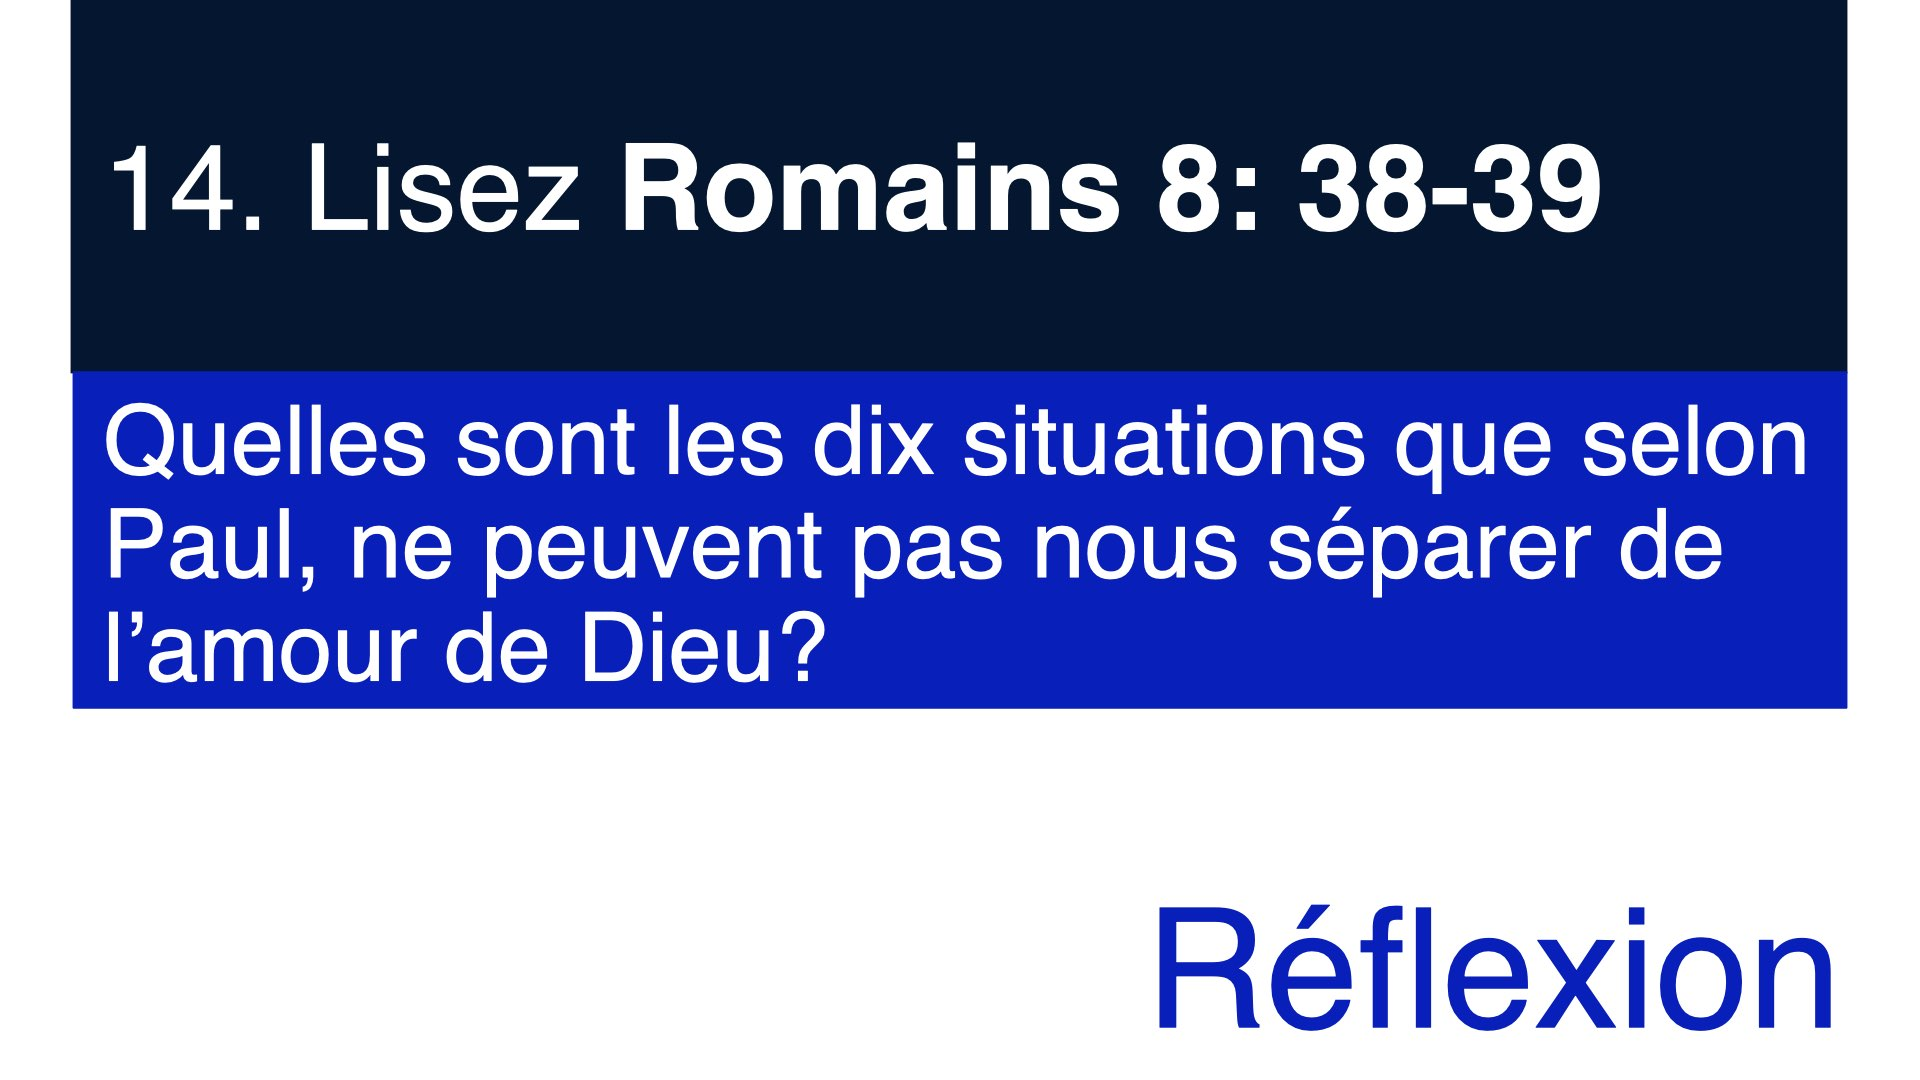 14. Lisez Romains 8: 38-39
Quelles sont les dix situations que selon
Paul, ne peuvent pas nous séparer de
l’amour de Dieu?
Réflexion